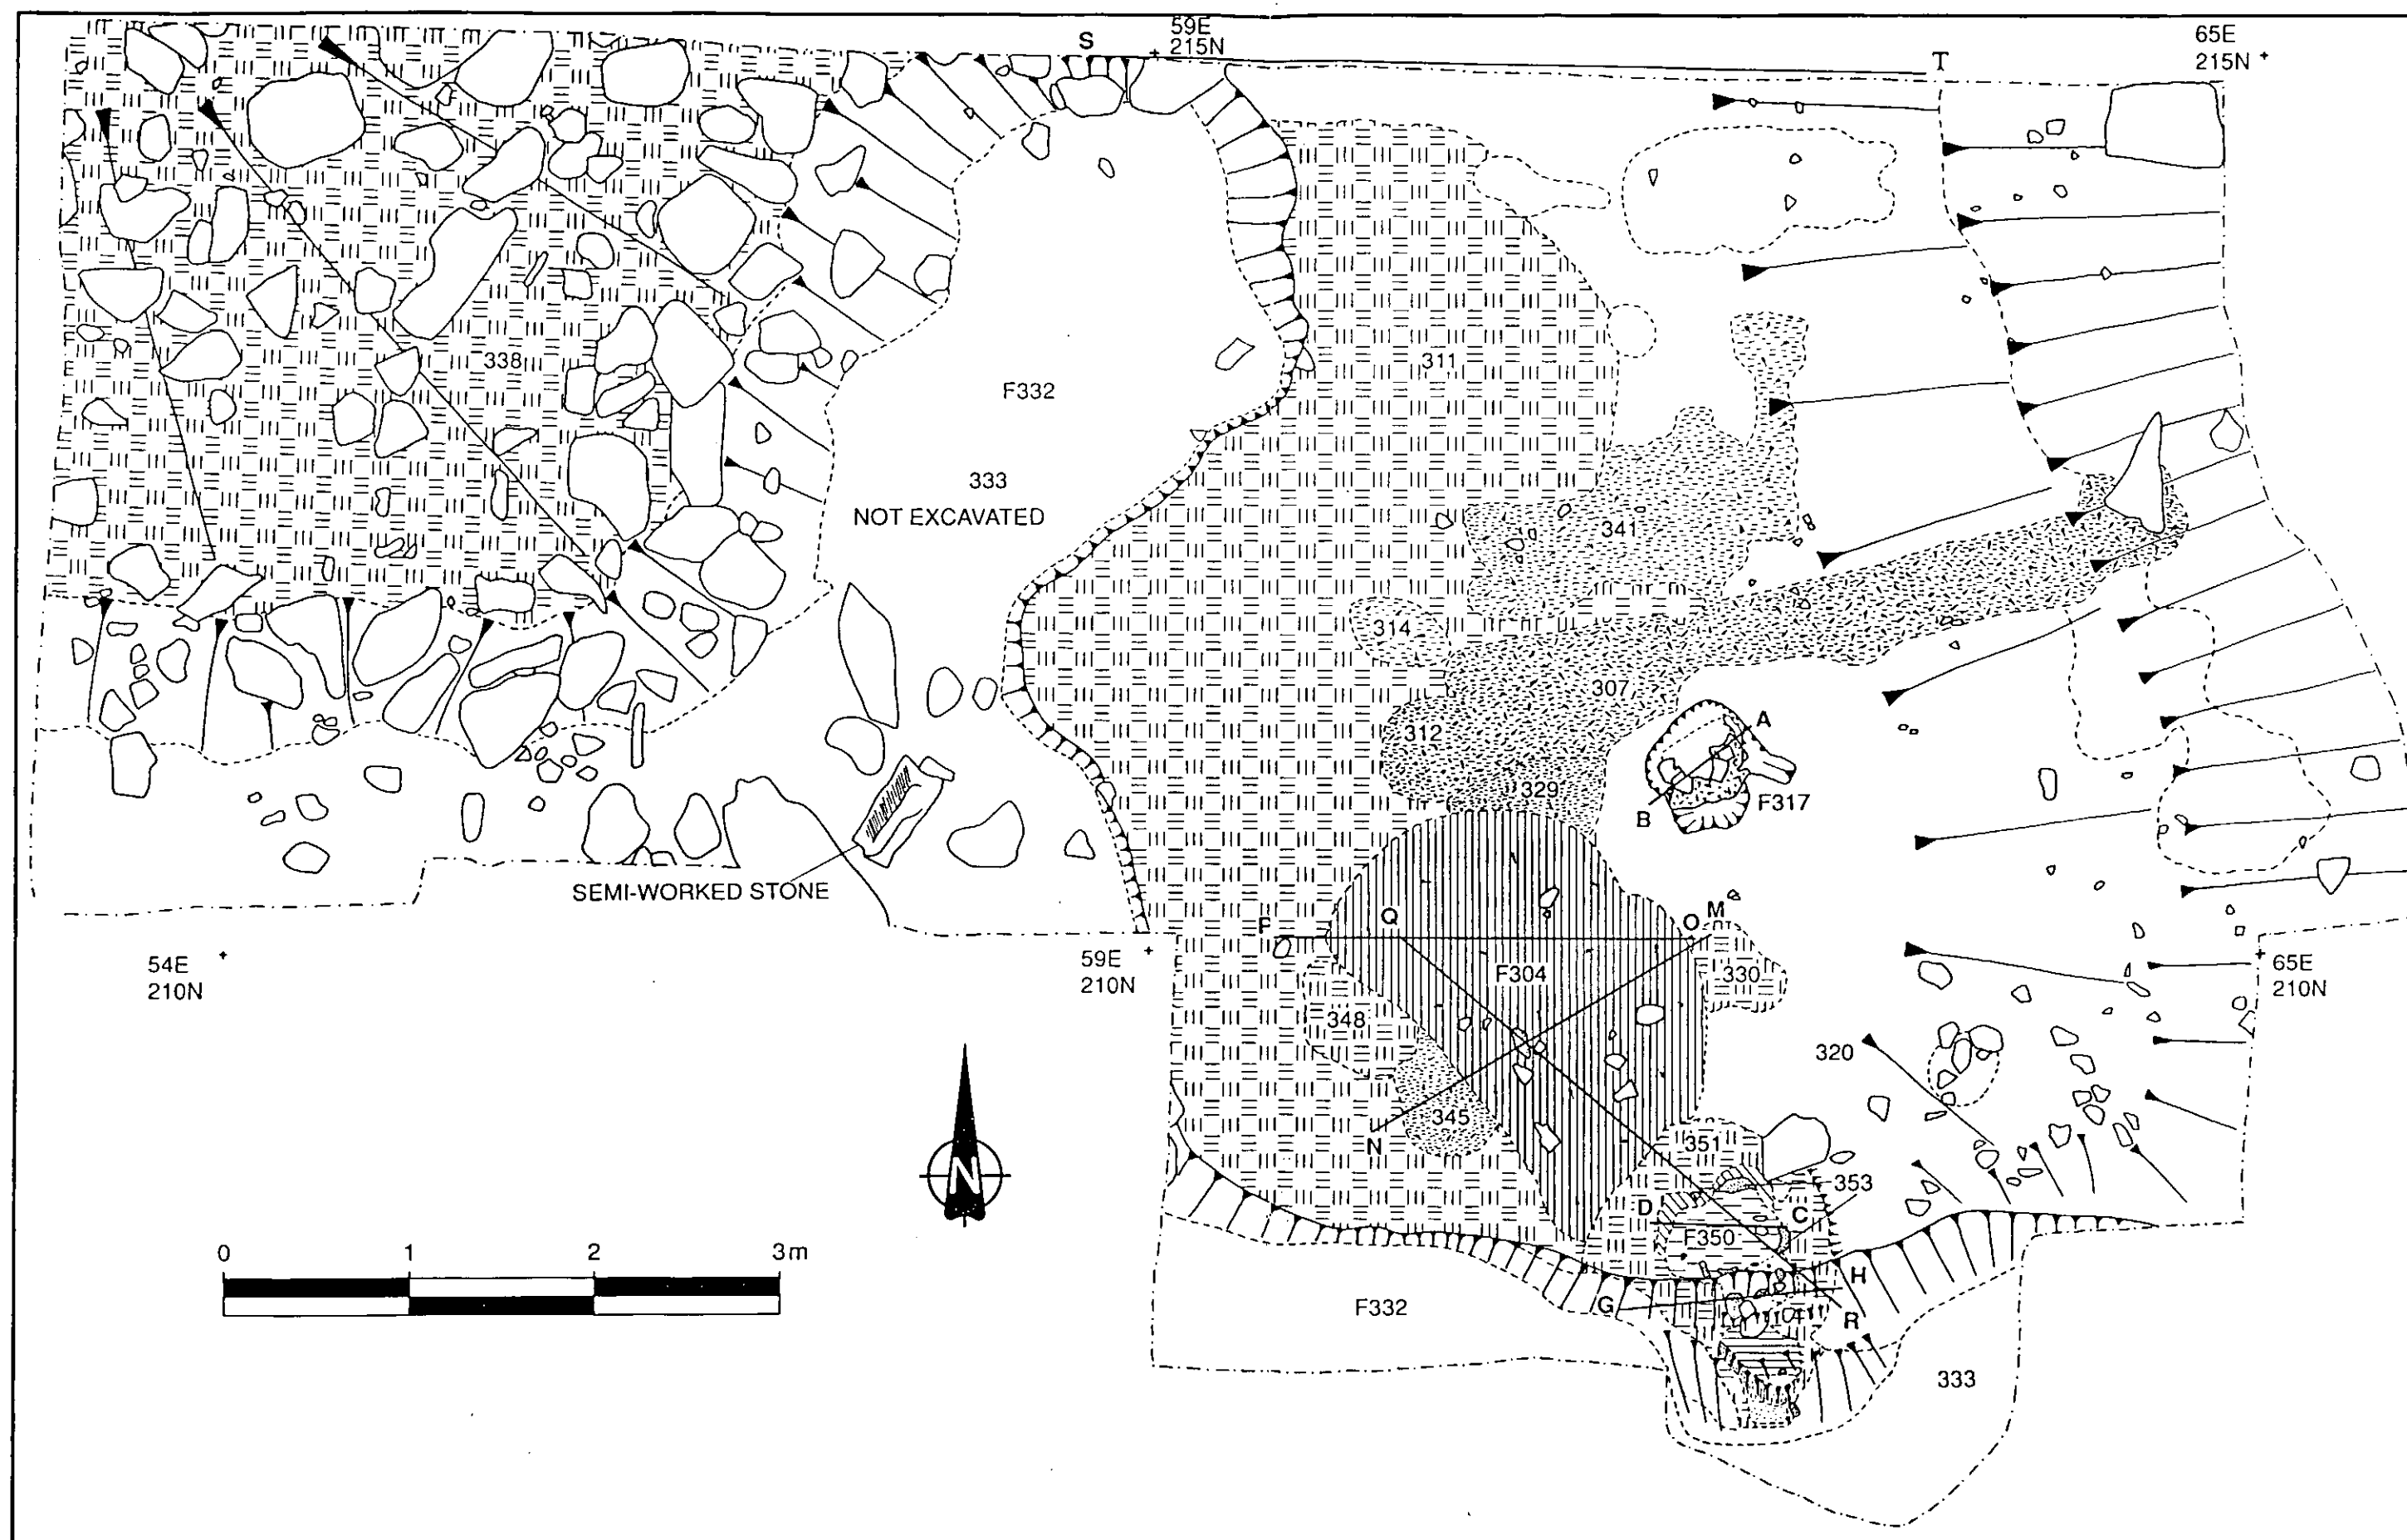 S
59E
215N
T
65E
215N
338
311
F332
333
NOT EXCAVATED
341
314
307
312
A
329
B
F317
SEMI-WORKED STONE
P
Q
O
M
54E
210N
59E
210N
F304
330
65E
210N
348
320
345
N
351
353
D
C
F350
N
0
1
2
3m
H
G
F332
R
333